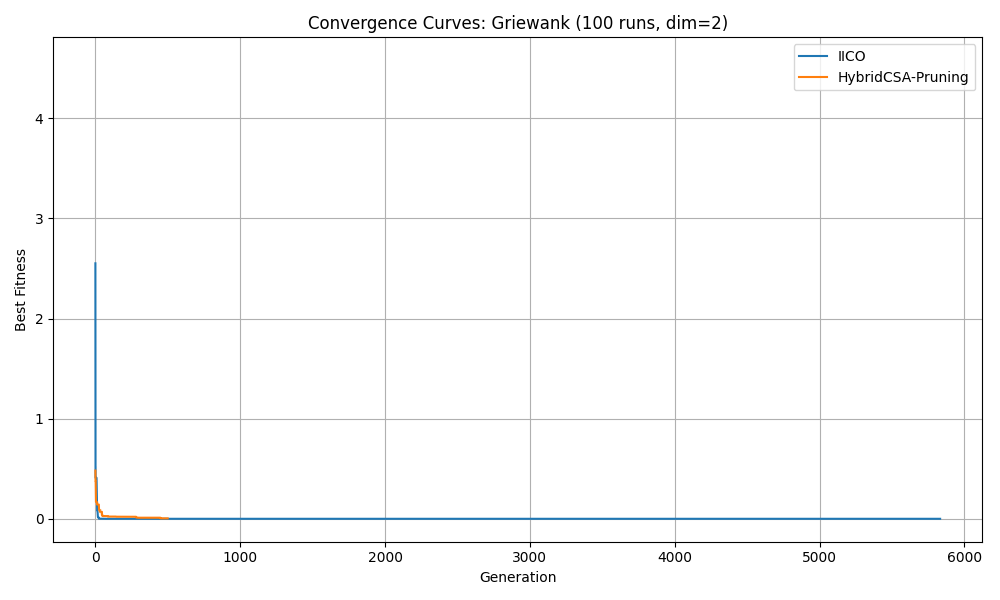 Convergence Curves: Griewank (100 runs, dim=2)
IICO
HybridCSA-Pruning
4
3
2
1
0
Best Fitness
0 1000 2000 3000 4000 5000 6000
Generation